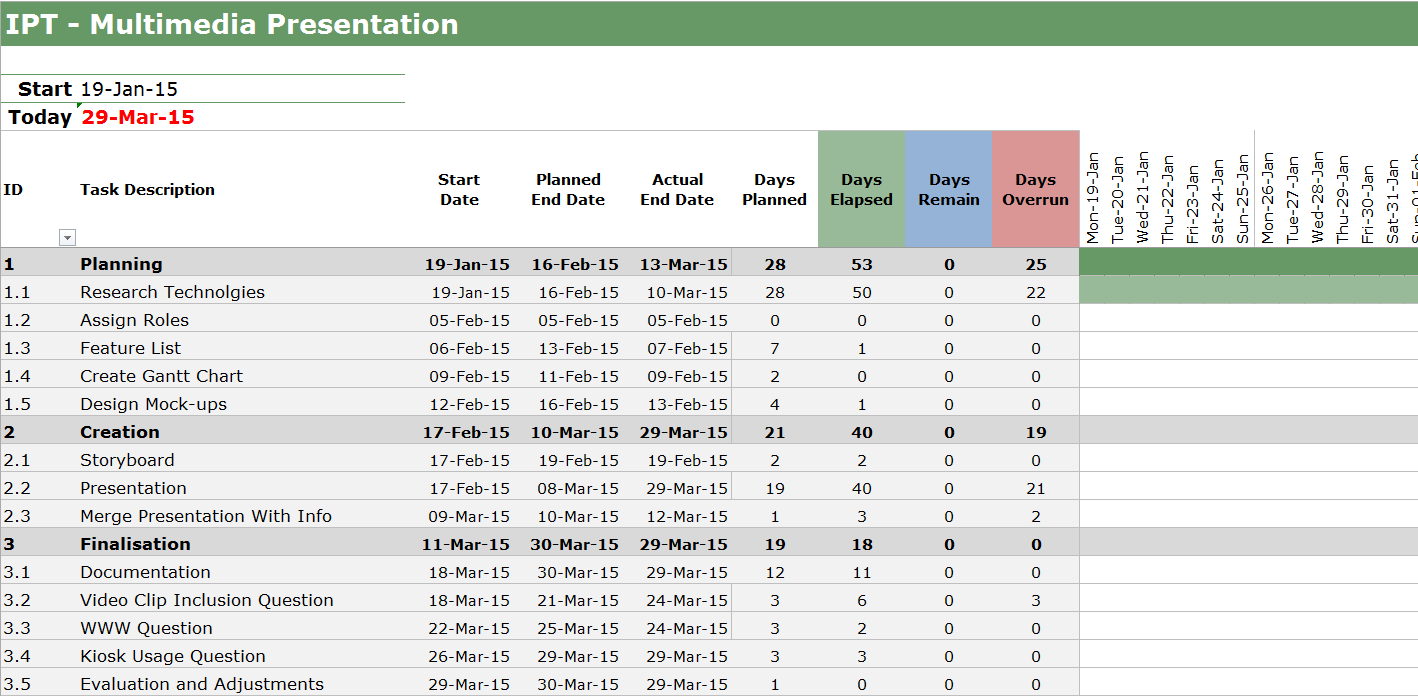 IPT - Multimedia Presentation
Start 19-Jan-15
Today 29-Mar-15
ID Task Description Start Date Planned End Date Actual End Date Days Planned Days Elapsed Days Remain Days Overrun Mon-19-Jan Tue-20-Jan Wed-21-Jan Thu-22-Jan Fri-23-Jan Sat-24-Jan Sun-25-Jan Mon-26-Jan Tue-27-Jan Wed-28-Jan Thu-29-Jan Fri-30-Jan Sat-31-Jan Sun-01-Feb
1 Planning 19-Jan-15 16-Feb-15 13-Mar-15 28 53 0 25
1.1 Research Technolgies 19-Jan-15 16-Feb-15 10-Mar-15 28 50 0 22
1.2 Assign Roles 05-Feb-15 05-Feb-15 05-Feb-15 0 0 0 0
1.3 Feature List 06-Feb-15 13-Feb-15 07-Feb-15 7 1 0 0
1.4 Create Gantt Chart 09-Feb-15 11-Feb-15 09-Feb-15 2 0 0 0
1.5 Design Mock-ups 12-Feb-15 16-Feb-15 13-Feb-15 4 1 0 0
2 Creation 17-Feb-15 10-Mar-15 29-Mar-15 21 40 0 19
2.1 Storyboard 17-Feb-15 19-Feb-15 19-Feb-15 2 2 0 0
2.2 Presentation 17-Feb-15 08-Mar-15 29-Mar-15 19 40 0 21
2.3 Merge Presentation With Info 09-Mar-15 10-Mar-15 12-Mar-15 1 3 0 2
3 Finalisation 11-Mar-15 30-Mar-15 29-Mar-15 19 18 0 0
3.1 Documentation 18-Mar-15 30-Mar-15 29-Mar-15 12 11 0 0
3.2 Video Clip Inclusion Question 18-Mar-15 21-Mar-15 24-Mar-15 3 6 0 3
3.3 WWW Question 22-Mar-15 25-Mar-15 24-Mar-15 3 2 0 0
3.4 Kiosk Usage Question 26-Mar-15 29-Mar-15 29-Mar-15 3 3 0 0
3.5 Evaluation and Adjustments 29-Mar-15 30-Mar-15 29-Mar-15 1 0 0 0